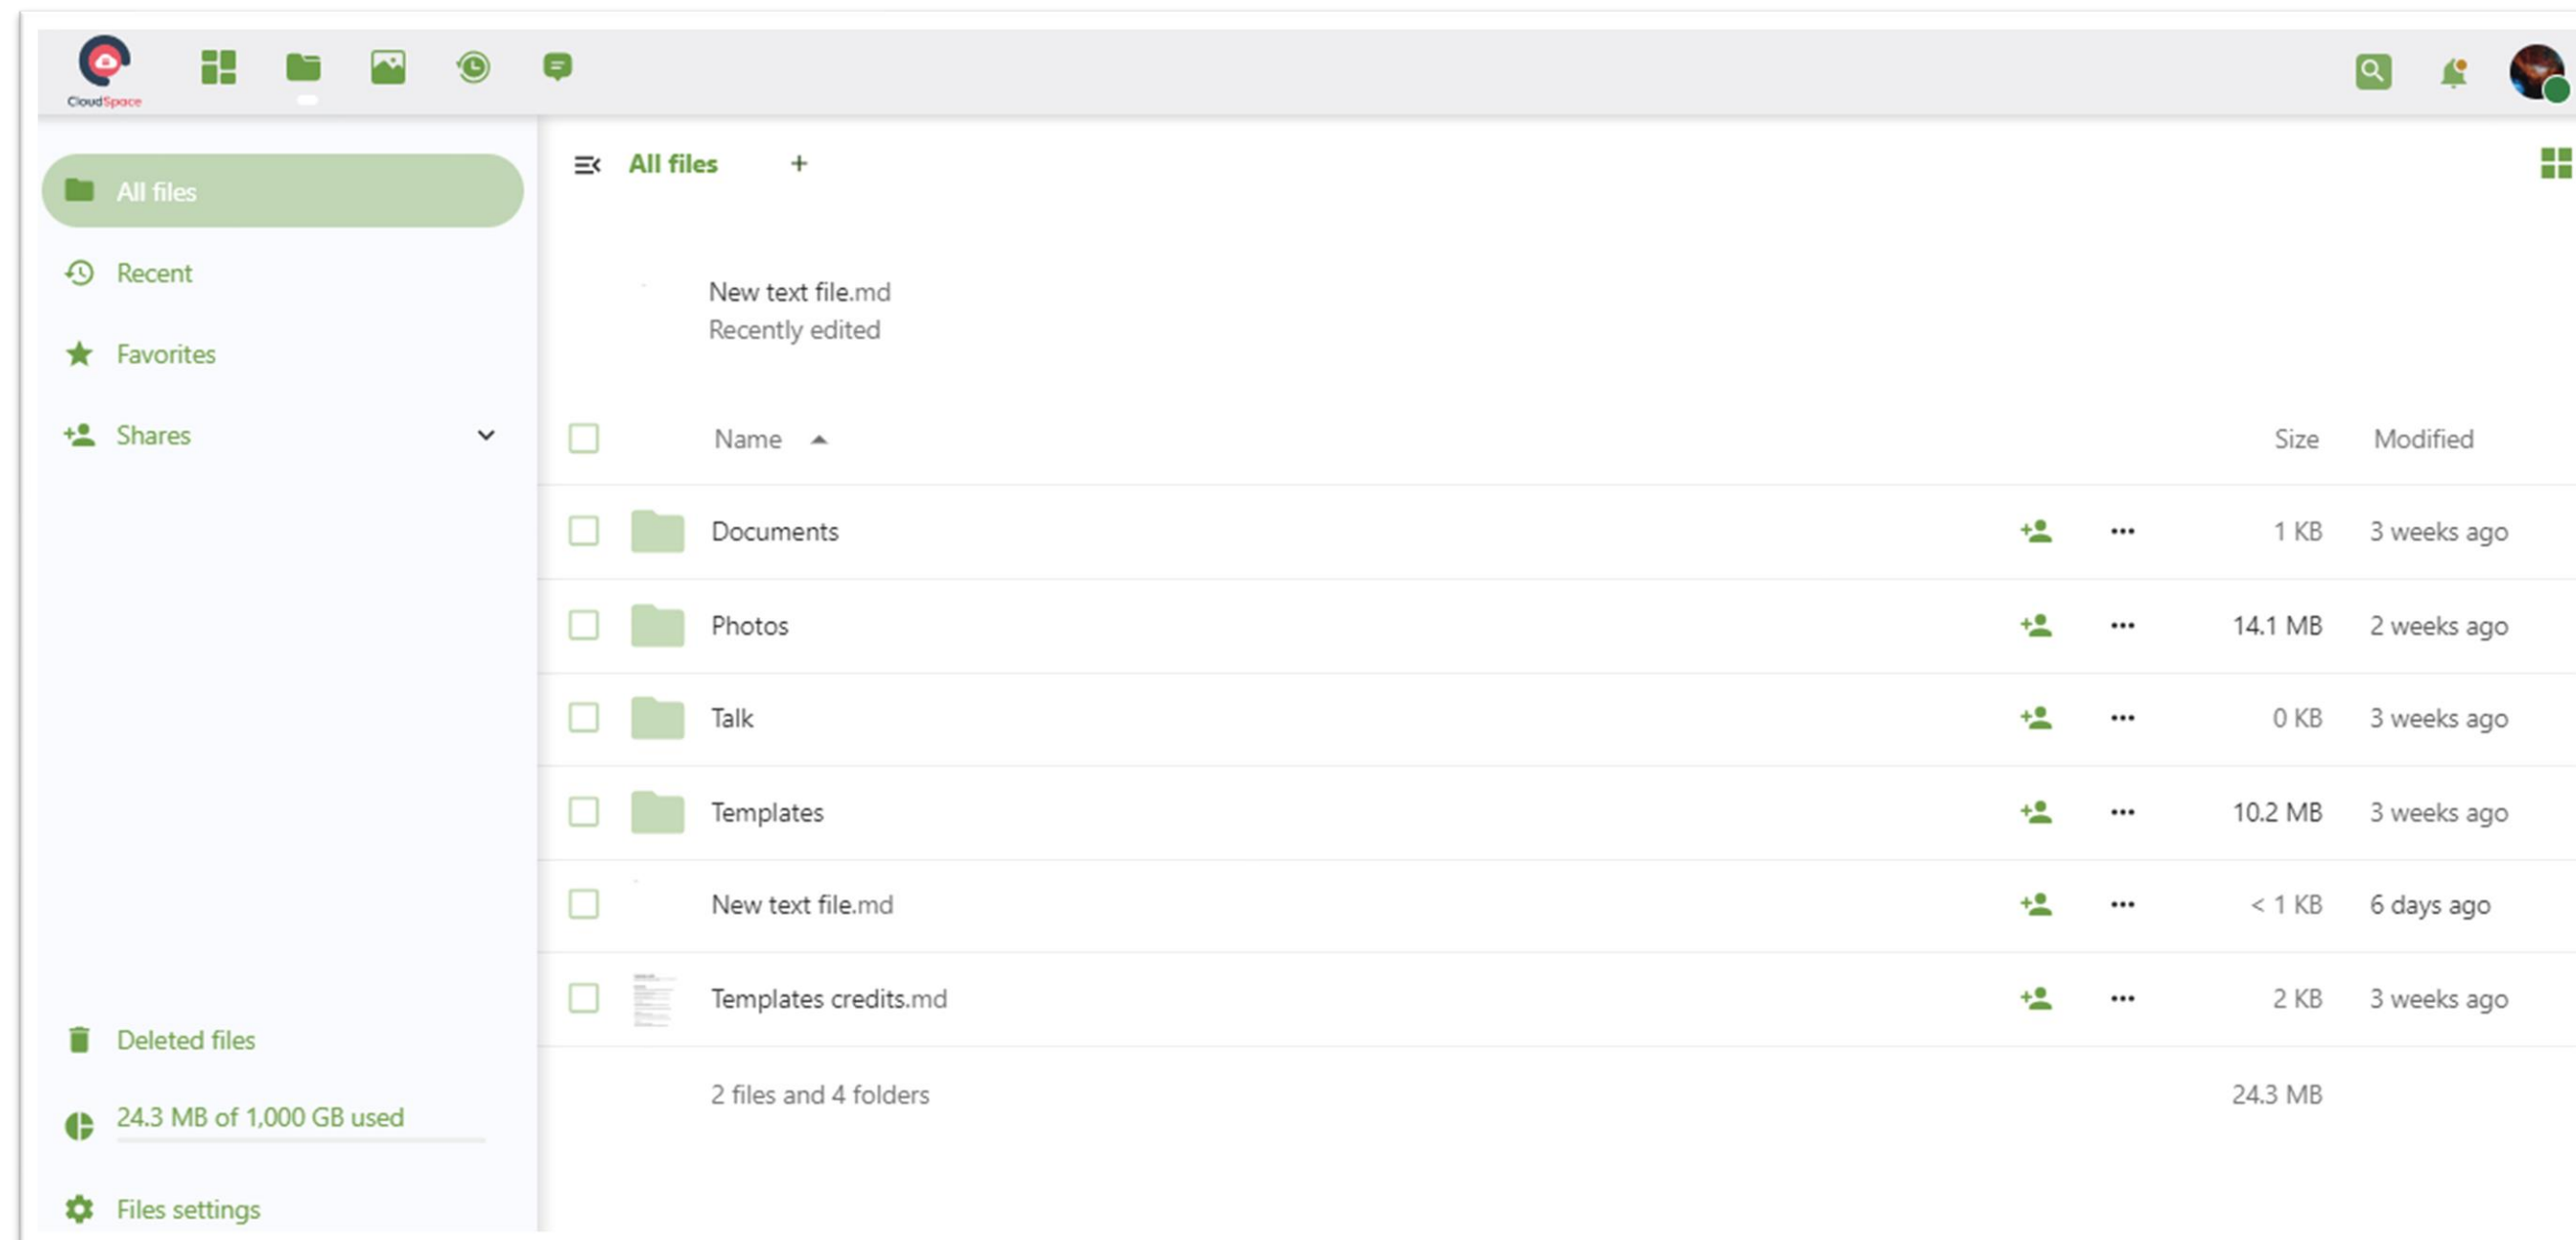 CloudSpace
All files
Recent
Favorites
Shares
Deleted files
24.3 MB of 1,000 GB used
Files settings
All files +
New text file.md
Recently edited
Name Size Modified
Documents 1 KB 3 weeks ago
Photos 14.1 MB 2 weeks ago
Talk 0 KB 3 weeks ago
Templates 10.2 MB 3 weeks ago
New text file.md < 1 KB 6 days ago
Templates credits.md 2 KB 3 weeks ago
2 files and 4 folders 24.3 MB